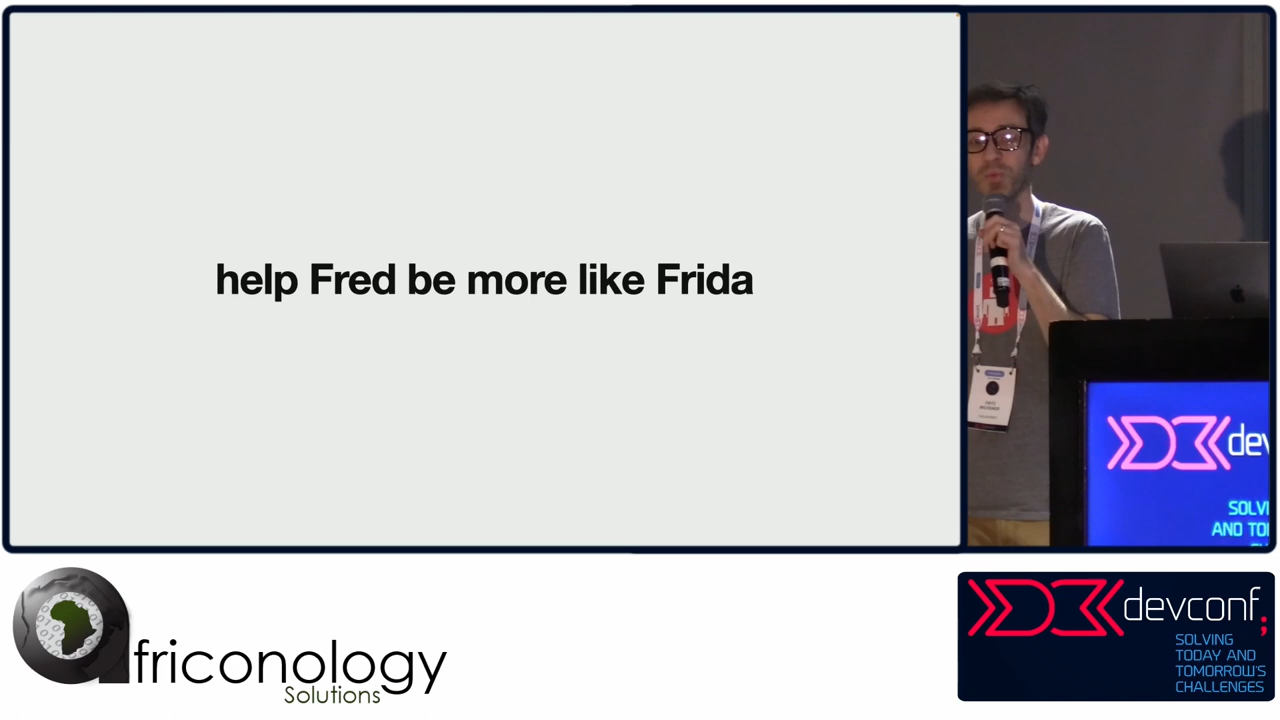 help Fred be more like Frida
dev
SOLV
AND TO
friconology
Solutions
devconf;
SOLVING
TODAY AND
TOMORROW'S
CHALLENGES